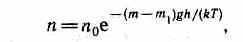 n = n₀e^{−(m−m₁)gh/(kT)},